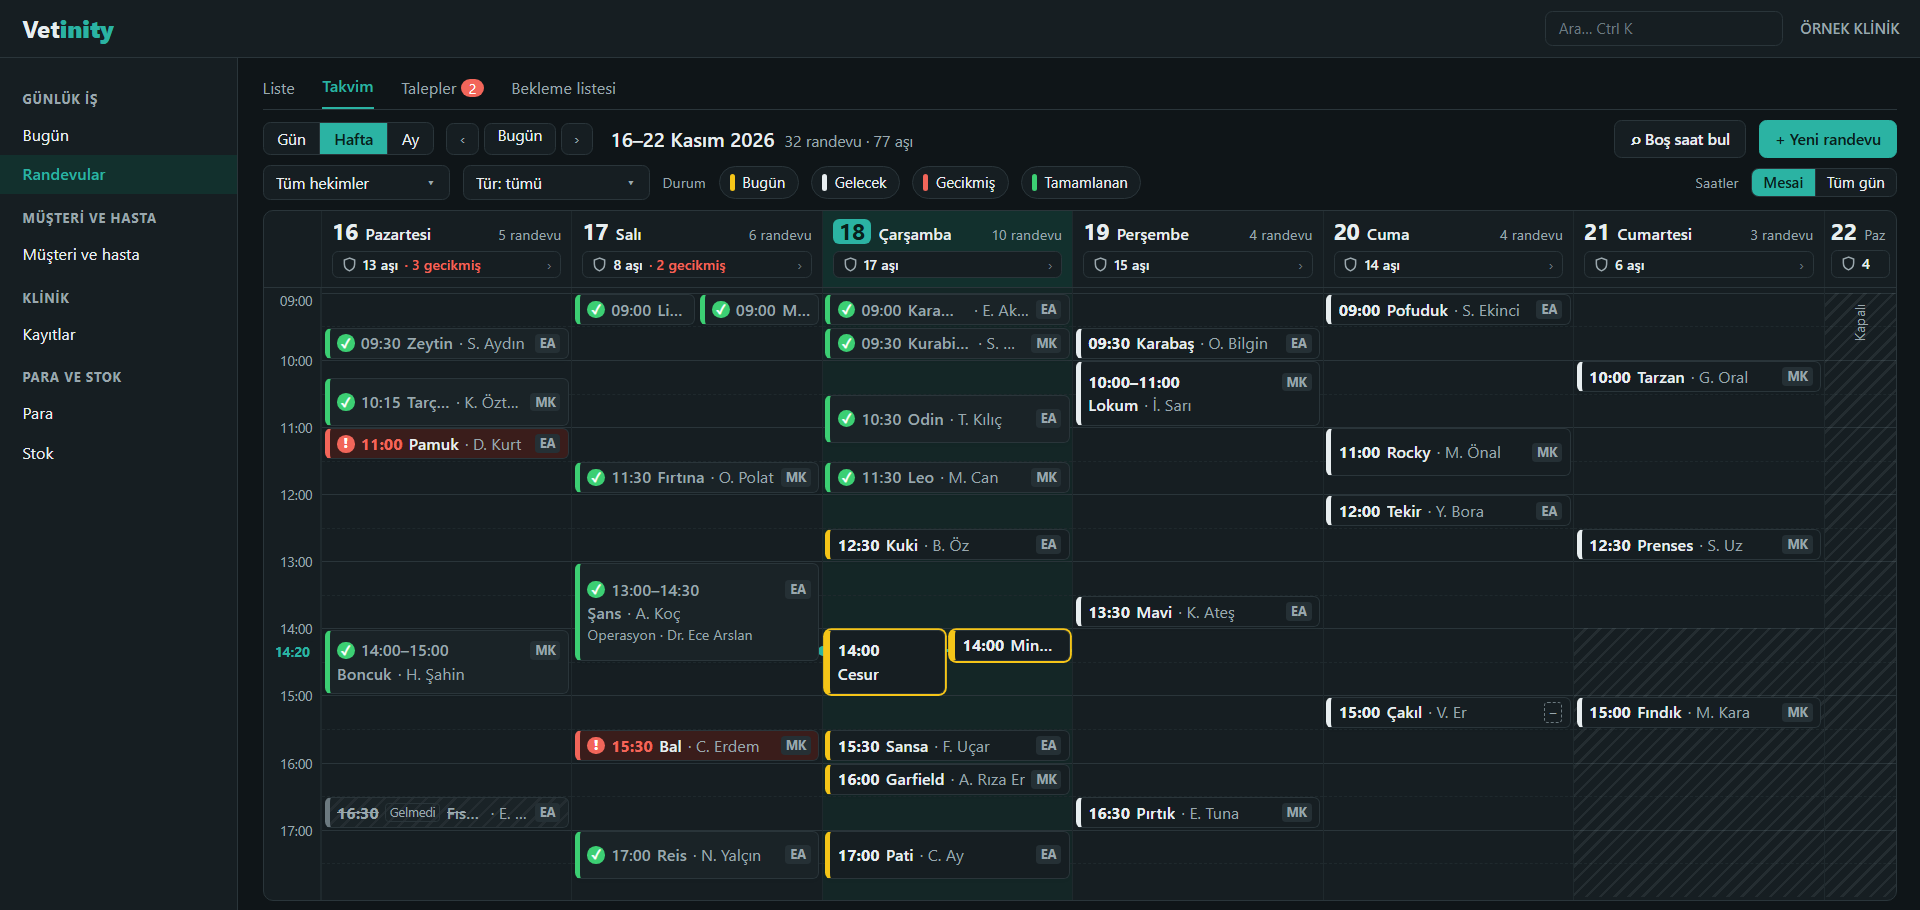 Vetinity
Ara... Ctrl K
ÖRNEK KLİNİK
GÜNLÜK İŞ
Bugün
Randevular
MÜŞTERİ VE HASTA
Müşteri ve hasta
KLİNİK
Kayıtlar
PARA VE STOK
Para
Stok
Liste
Takvim
Talepler 2
Bekleme listesi
Gün
Hafta
Ay
‹
Bugün
›
16–22 Kasım 2026
32 randevu · 77 aşı
Boş saat bul
+ Yeni randevu
Tüm hekimler
Tür: tümü
Durum
Bugün
Gelecek
Gecikmiş
Tamamlanan
Saatler
Mesai
Tüm gün
16 Pazartesi 5 randevu
13 aşı · 3 gecikmiş ›
17 Salı 6 randevu
8 aşı · 2 gecikmiş ›
18 Çarşamba 10 randevu
17 aşı ›
19 Perşembe 4 randevu
15 aşı ›
20 Cuma 4 randevu
14 aşı ›
21 Cumartesi 3 randevu
6 aşı ›
22 Paz
4
09:00
10:00
11:00
12:00
13:00
14:00
14:20
15:00
16:00
17:00
09:30 Zeytin · S. Aydın EA
10:15 Tarç... · K. Özt... MK
11:00 Pamuk · D. Kurt EA
14:00–15:00 MK
Boncuk · H. Şahin
16:30 Gelmedi Fıs... · E. ... EA
09:00 Li...
09:00 M...
11:30 Fırtına · O. Polat MK
13:00–14:30 EA
Şans · A. Koç
Operasyon · Dr. Ece Arslan
15:30 Bal · C. Erdem MK
17:00 Reis · N. Yalçın EA
09:00 Kara... · E. Ak... EA
09:30 Kurabi... · S. ... MK
10:30 Odin · T. Kılıç EA
11:30 Leo · M. Can MK
12:30 Kuki · B. Öz EA
14:00
Cesur
14:00 Min...
15:30 Sansa · F. Uçar EA
16:00 Garfield · A. Rıza Er MK
17:00 Pati · C. Ay EA
09:30 Karabaş · O. Bilgin EA
10:00–11:00 MK
Lokum · İ. Sarı
13:30 Mavi · K. Ateş EA
16:30 Pırtık · E. Tuna MK
09:00 Pofuduk · S. Ekinci EA
11:00 Rocky · M. Önal MK
12:00 Tekir · Y. Bora EA
15:00 Çakıl · V. Er –
10:00 Tarzan · G. Oral MK
12:30 Prenses · S. Uz MK
15:00 Fındık · M. Kara MK
Kapalı